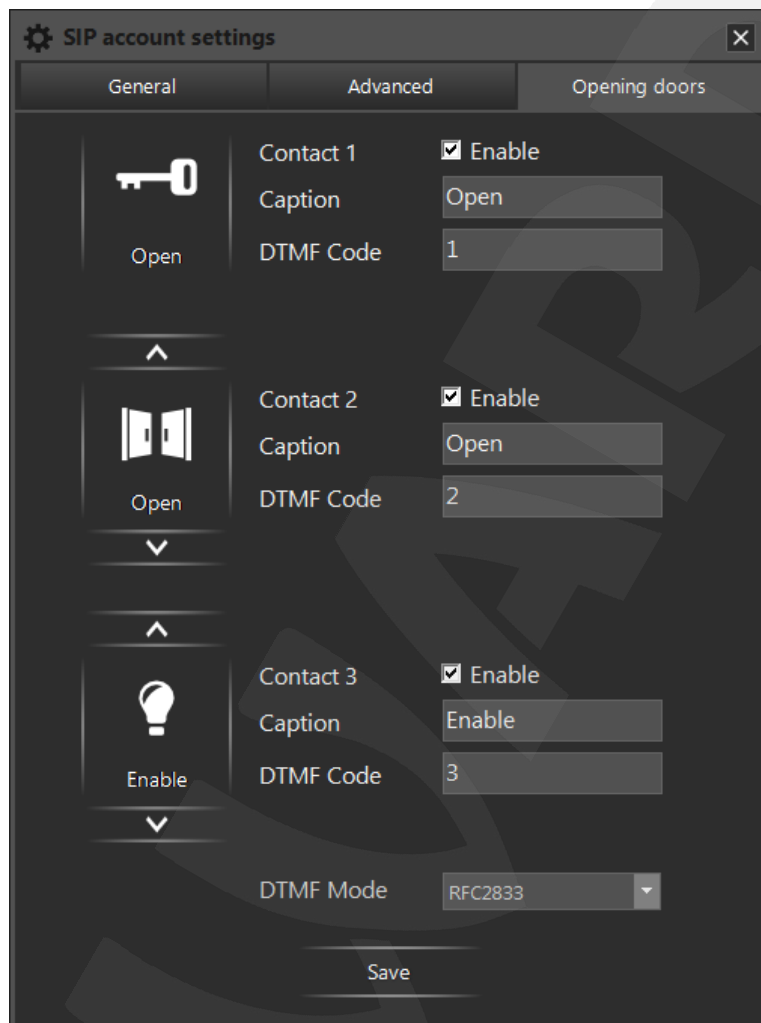 SIP account settings
General Advanced Opening doors
Contact 1 Enable
Caption Open
Open DTMF Code 1
Contact 2 Enable
Caption Open
Open DTMF Code 2
Contact 3 Enable
Caption Enable
Enable DTMF Code 3
DTMF Mode RFC2833
Save